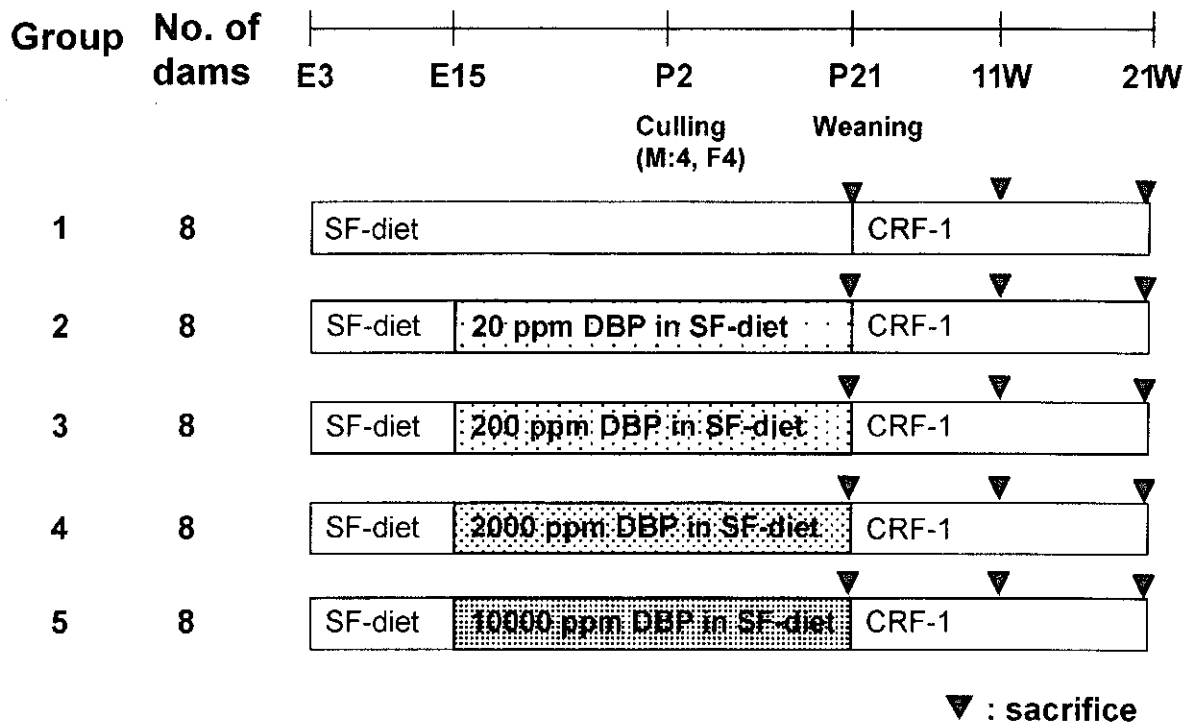 Group No. of dams
E3 E15 P2 P21 11W 21W
Culling Weaning
(M:4, F4)
1 8 SF-diet CRF-1
2 8 SF-diet 20 ppm DBP in SF-diet CRF-1
3 8 SF-diet 200 ppm DBP in SF-diet CRF-1
4 8 SF-diet 2000 ppm DBP in SF-diet CRF-1
5 8 SF-diet 10000 ppm DBP in SF-diet CRF-1
: sacrifice